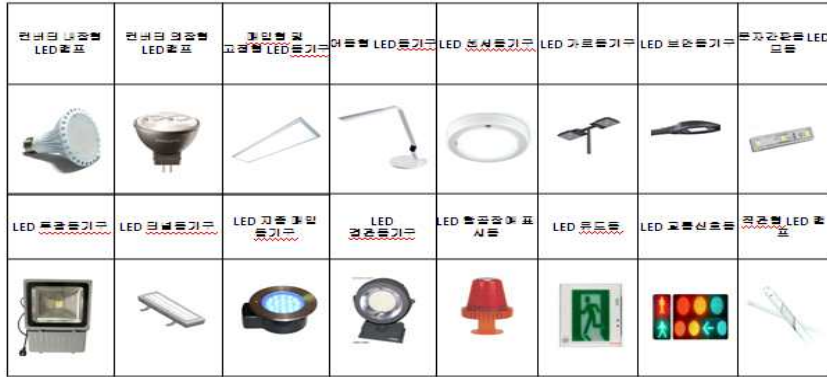 컨버터 내장형
LED램프
컨버터 외장형
LED램프
매입형 및
고정형 LED등기구
이동형 LED등기구
LED 센서등기구
LED 가로등기구
LED 보안등기구
문자간판용LED
모듈
LED 투광등기구
LED 터널등기구
LED 지중 매입
등기구
LED
경관등기구
LED 항공장애 표
시등
LED 유도등
LED 교통신호등
직관형 LED 램
프